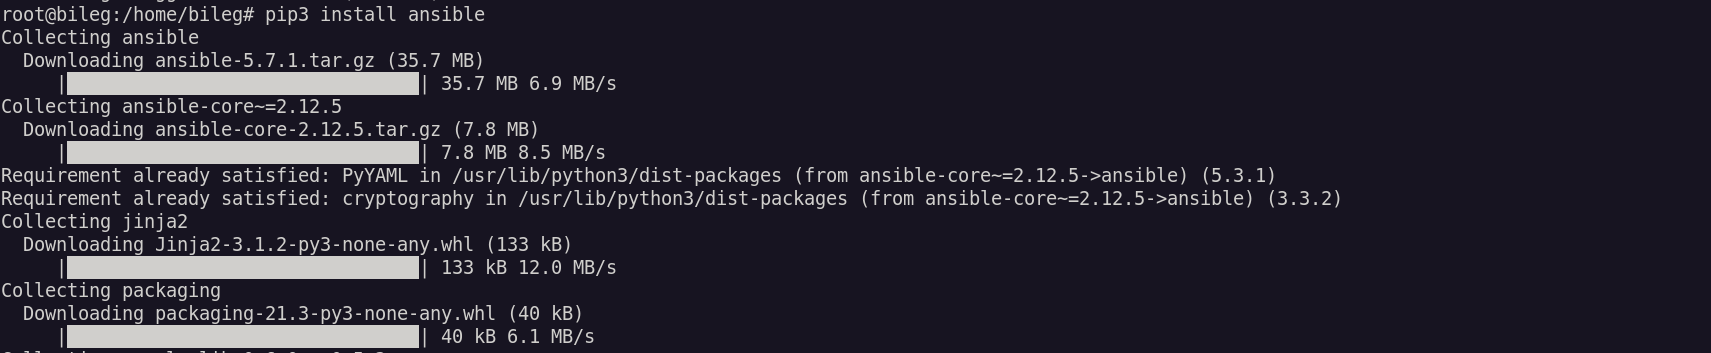 root@bileg:/home/bileg# pip3 install ansible
Collecting ansible
  Downloading ansible-5.7.1.tar.gz (35.7 MB)
     |████████████████████████████████| 35.7 MB 6.9 MB/s
Collecting ansible-core~=2.12.5
  Downloading ansible-core-2.12.5.tar.gz (7.8 MB)
     |████████████████████████████████| 7.8 MB 8.5 MB/s
Requirement already satisfied: PyYAML in /usr/lib/python3/dist-packages (from ansible-core~=2.12.5->ansible) (5.3.1)
Requirement already satisfied: cryptography in /usr/lib/python3/dist-packages (from ansible-core~=2.12.5->ansible) (3.3.2)
Collecting jinja2
  Downloading Jinja2-3.1.2-py3-none-any.whl (133 kB)
     |████████████████████████████████| 133 kB 12.0 MB/s
Collecting packaging
  Downloading packaging-21.3-py3-none-any.whl (40 kB)
     |████████████████████████████████| 40 kB 6.1 MB/s